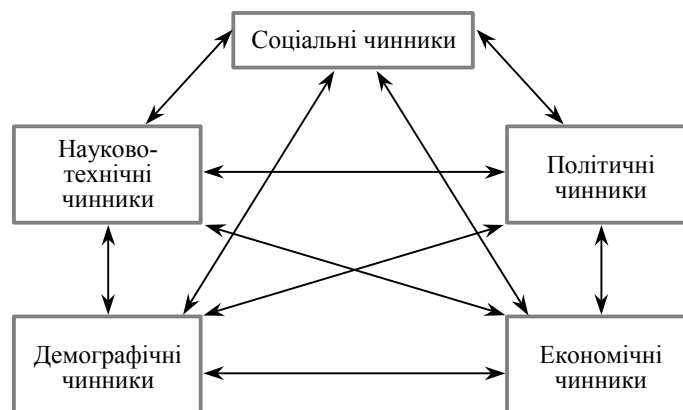 Соціальні чинники
Науково-
технічні
чинники
Політичні
чинники
Демографічні
чинники
Економічні
чинники